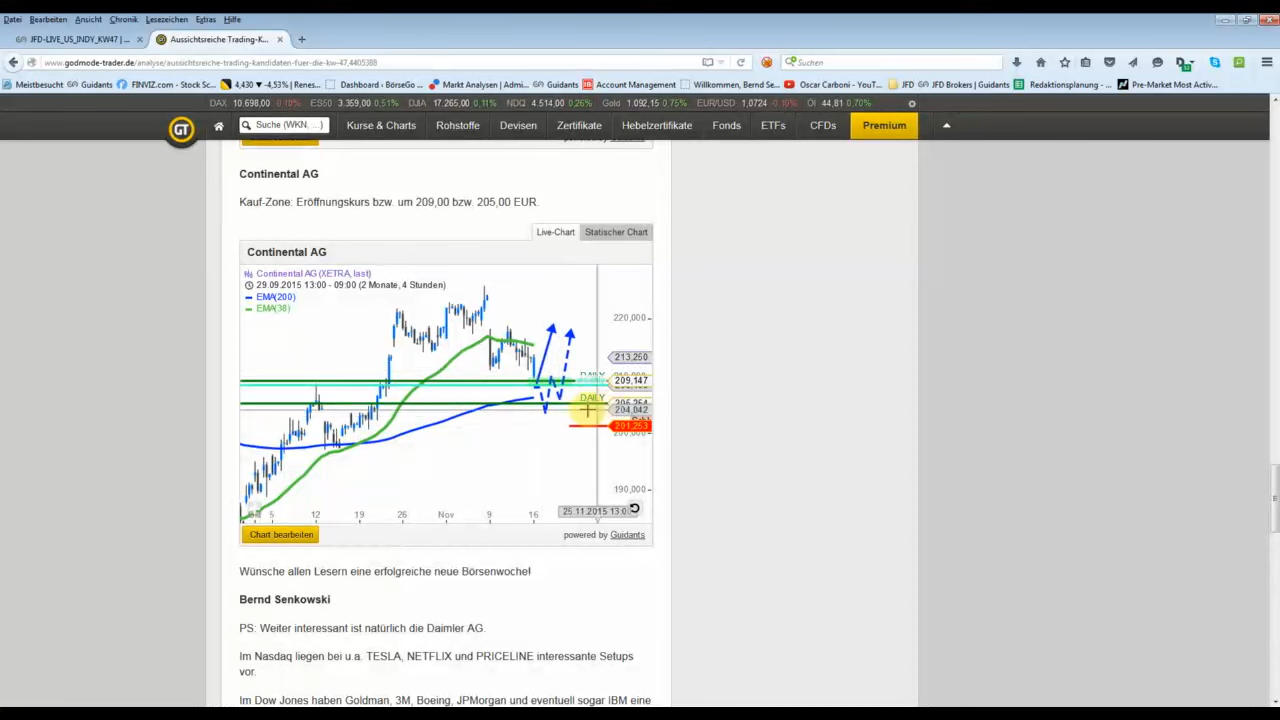 Datei Bearbeiten Ansicht Chronik Lesezeichen Extras Hilfe
JFD-LIVE_US_INDY_KW47 | ... × Aussichtsreiche Trading-K... × +
www.godmode-trader.de/analyse/aussichtsreiche-trading-kandidaten-fuer-die-kw-47,4405388 Suchen
Meistbesucht Guidants FINVIZ.com - Stock Sc... 4,430 -4,53% | Renes... Dashboard - BörseGo ... Markt Analysen | Admi... Guidants Account Management Willkommen, Bernd Se... Oscar Carboni - YouT... JFD JFD Brokers | Guidants Redaktionsplanung - ... Pre-Market Most Activ...
DAX 10.698,00 -0,10% ES50 3.359,00 0,51% DJIA 17.265,00 0,11% NDQ 4.514,00 0,26% Gold 1.092,15 0,75% EUR/USD 1,0724 -0,19% Öl 44,81 0,70%
GT Suche (WKN, ...) Kurse & Charts Rohstoffe Devisen Zertifikate Hebelzertifikate Fonds ETFs CFDs Premium
Continental AG
Kauf-Zone: Eröffnungskurs bzw. um 209,00 bzw. 205,00 EUR.
Live-Chart Statischer Chart
Continental AG
Continental AG (XETRA, last)
29.09.2015 13:00 - 09:00 (2 Monate, 4 Stunden)
EMA(200)
EMA(38)
220,000
213,250
209,147
DAILY
204,042
201,253
190,000
5 12 19 26 Nov 9 16 25.11.2015 13:0
Chart bearbeiten powered by Guidants
Wünsche allen Lesern eine erfolgreiche neue Börsenwoche!
Bernd Senkowski
PS: Weiter interessant ist natürlich die Daimler AG.
Im Nasdaq liegen bei u.a. TESLA, NETFLIX und PRICELINE interessante Setups
vor.
Im Dow Jones haben Goldman, 3M, Boeing, JPMorgan und eventuell sogar IBM eine